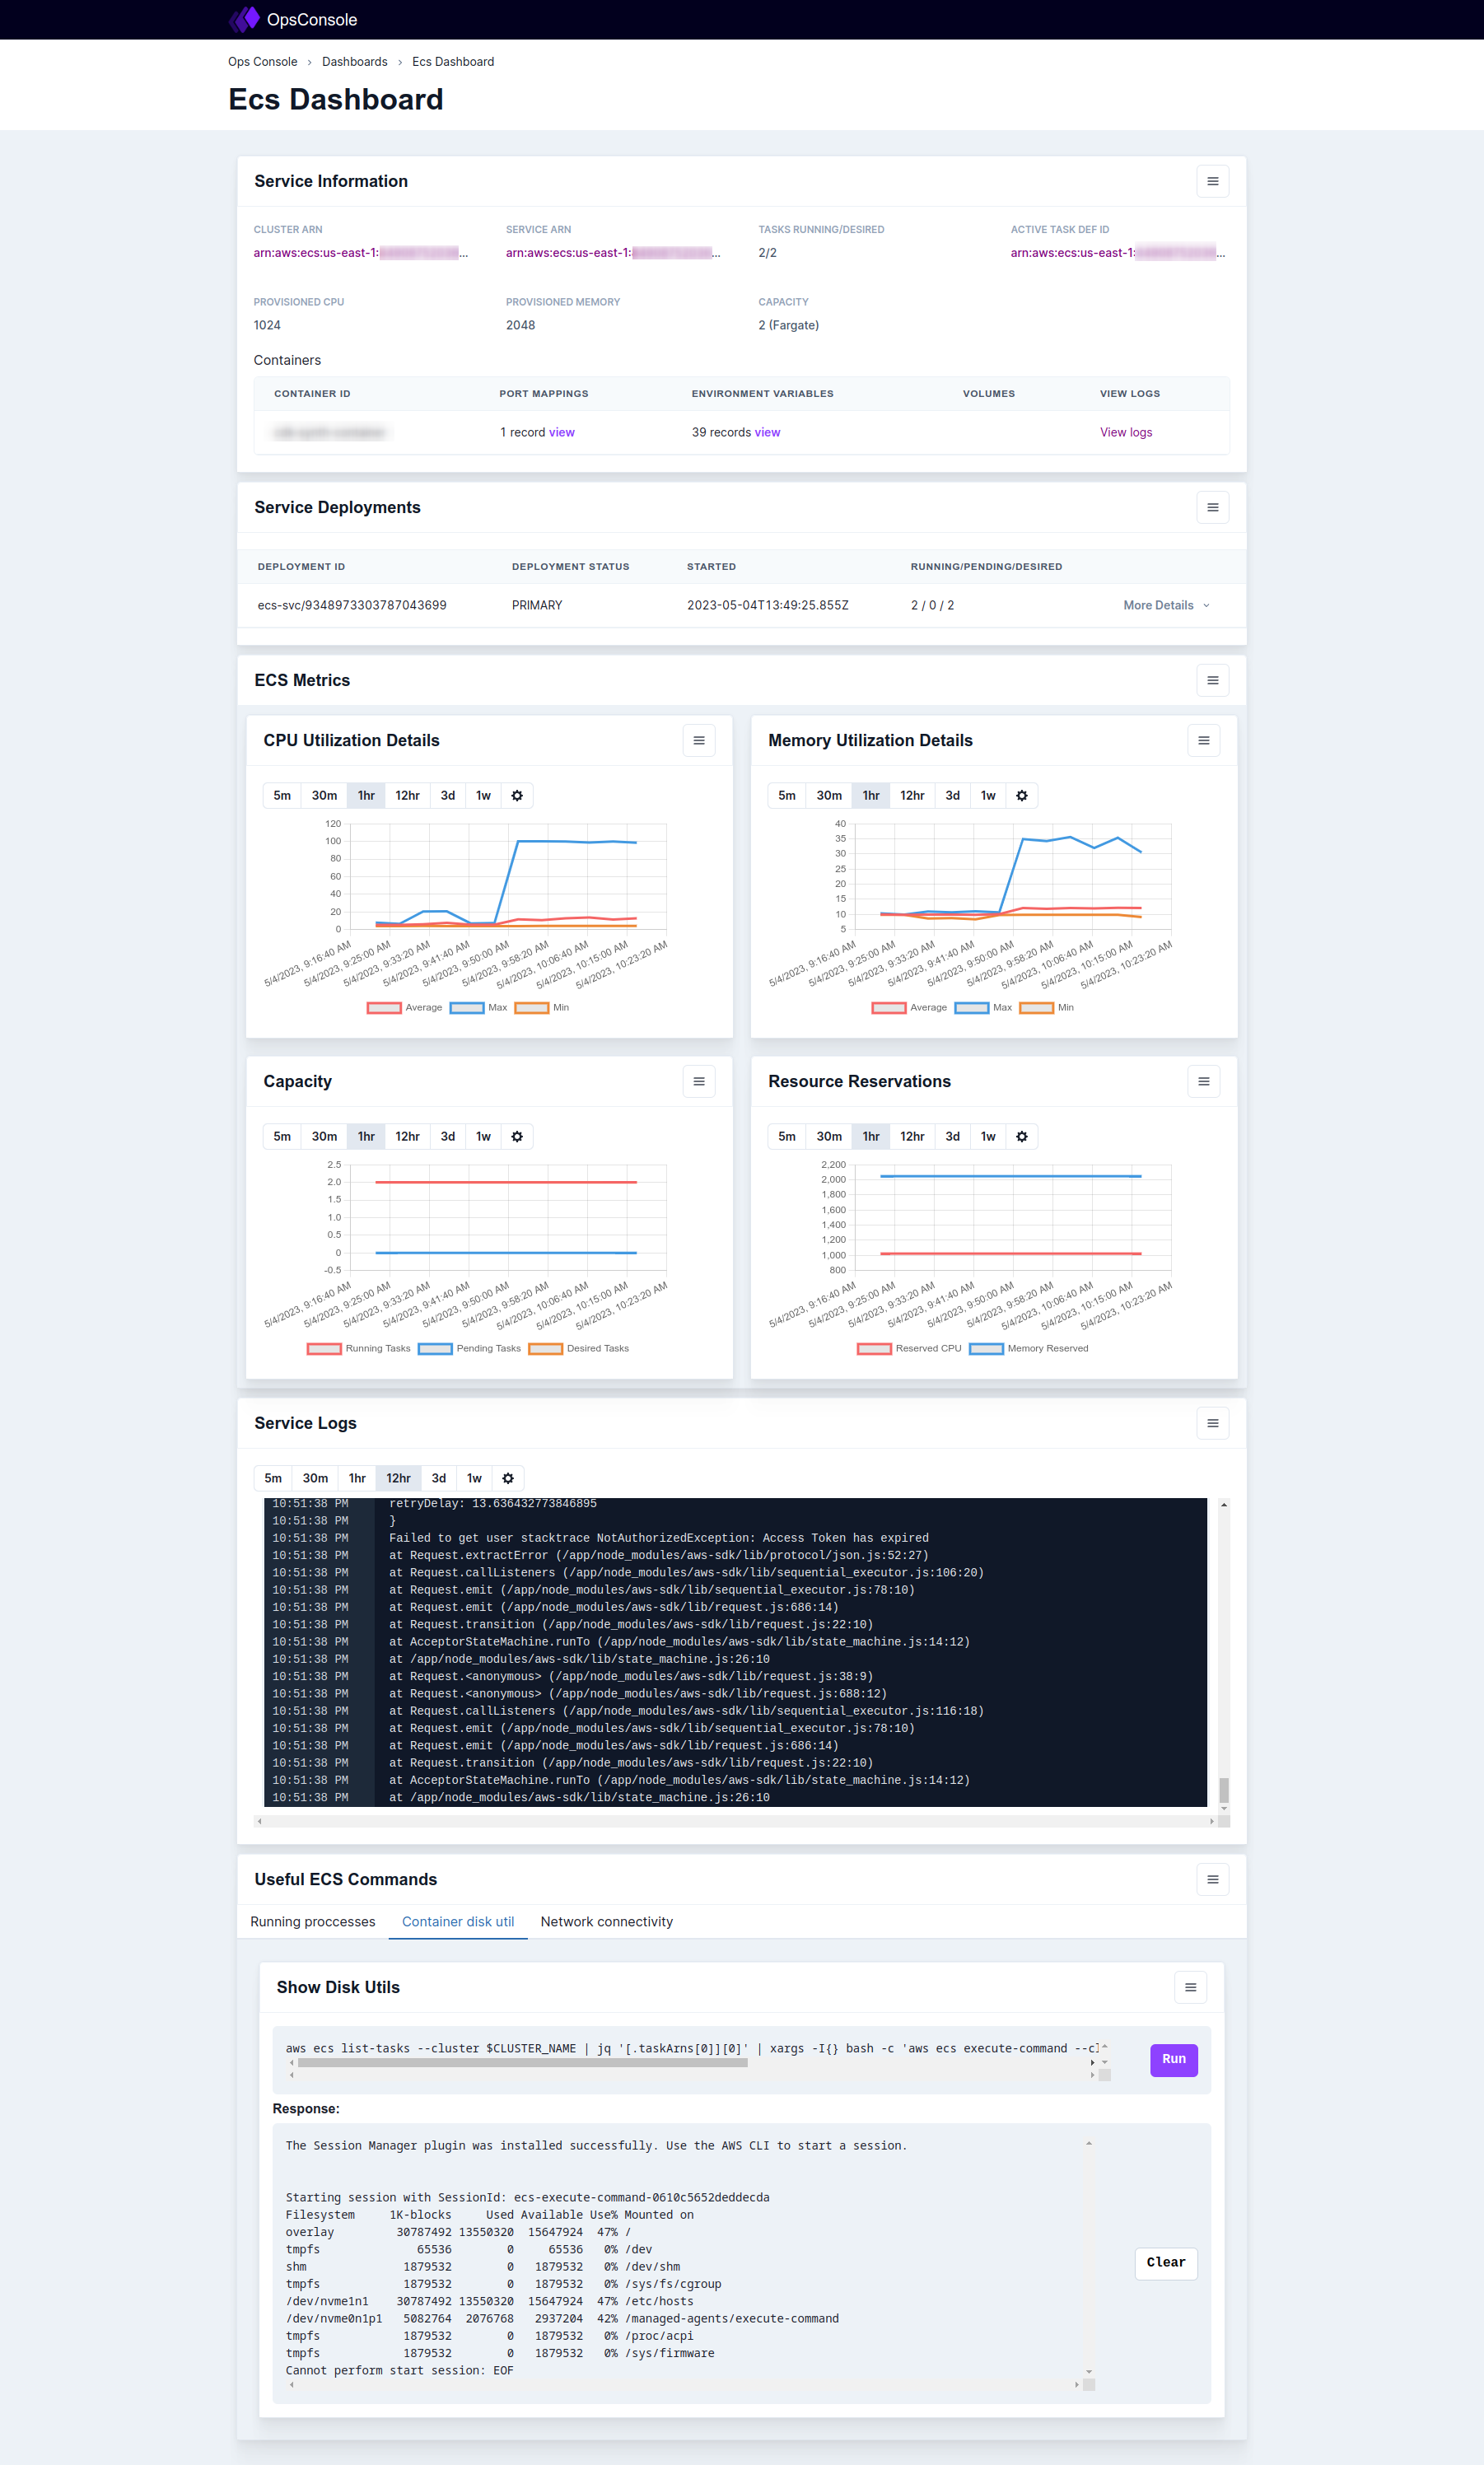 OpsConsole
Ops Console › Dashboards › Ecs Dashboard
Ecs Dashboard
Service Information
CLUSTER ARN SERVICE ARN TASKS RUNNING/DESIRED ACTIVE TASK DEF ID
arn:aws:ecs:us-east-1: ... arn:aws:ecs:us-east-1: ... 2/2 arn:aws:ecs:us-east-1: ...
PROVISIONED CPU PROVISIONED MEMORY CAPACITY
1024 2048 2 (Fargate)
Containers
CONTAINER ID PORT MAPPINGS ENVIRONMENT VARIABLES VOLUMES VIEW LOGS
1 record view 39 records view View logs
Service Deployments
DEPLOYMENT ID DEPLOYMENT STATUS STARTED RUNNING/PENDING/DESIRED
ecs-svc/9348973303787043699 PRIMARY 2023-05-04T13:49:25.855Z 2 / 0 / 2 More Details
ECS Metrics
CPU Utilization Details
5m 30m 1hr 12hr 3d 1w
120
100
80
60
40
20
0
5/4/2023, 9:16:40 AM
5/4/2023, 9:25:00 AM
5/4/2023, 9:33:20 AM
5/4/2023, 9:41:40 AM
5/4/2023, 9:50:00 AM
5/4/2023, 9:58:20 AM
5/4/2023, 10:06:40 AM
5/4/2023, 10:15:00 AM
5/4/2023, 10:23:20 AM
Average Max Min
Memory Utilization Details
5m 30m 1hr 12hr 3d 1w
40
35
30
25
20
15
10
5
5/4/2023, 9:16:40 AM
5/4/2023, 9:25:00 AM
5/4/2023, 9:33:20 AM
5/4/2023, 9:41:40 AM
5/4/2023, 9:50:00 AM
5/4/2023, 9:58:20 AM
5/4/2023, 10:06:40 AM
5/4/2023, 10:15:00 AM
5/4/2023, 10:23:20 AM
Average Max Min
Capacity
5m 30m 1hr 12hr 3d 1w
2.5
2.0
1.5
1.0
0.5
0
-0.5
5/4/2023, 9:16:40 AM
5/4/2023, 9:25:00 AM
5/4/2023, 9:33:20 AM
5/4/2023, 9:41:40 AM
5/4/2023, 9:50:00 AM
5/4/2023, 9:58:20 AM
5/4/2023, 10:06:40 AM
5/4/2023, 10:15:00 AM
5/4/2023, 10:23:20 AM
Running Tasks Pending Tasks Desired Tasks
Resource Reservations
5m 30m 1hr 12hr 3d 1w
2,200
2,000
1,800
1,600
1,400
1,200
1,000
800
5/4/2023, 9:16:40 AM
5/4/2023, 9:25:00 AM
5/4/2023, 9:33:20 AM
5/4/2023, 9:41:40 AM
5/4/2023, 9:50:00 AM
5/4/2023, 9:58:20 AM
5/4/2023, 10:06:40 AM
5/4/2023, 10:15:00 AM
5/4/2023, 10:23:20 AM
Reserved CPU Memory Reserved
Service Logs
5m 30m 1hr 12hr 3d 1w
10:51:38 PM retryDelay: 13.636432773846895
10:51:38 PM }
10:51:38 PM Failed to get user stacktrace NotAuthorizedException: Access Token has expired
10:51:38 PM at Request.extractError (/app/node_modules/aws-sdk/lib/protocol/json.js:52:27)
10:51:38 PM at Request.callListeners (/app/node_modules/aws-sdk/lib/sequential_executor.js:106:20)
10:51:38 PM at Request.emit (/app/node_modules/aws-sdk/lib/sequential_executor.js:78:10)
10:51:38 PM at Request.emit (/app/node_modules/aws-sdk/lib/request.js:686:14)
10:51:38 PM at Request.transition (/app/node_modules/aws-sdk/lib/request.js:22:10)
10:51:38 PM at AcceptorStateMachine.runTo (/app/node_modules/aws-sdk/lib/state_machine.js:14:12)
10:51:38 PM at /app/node_modules/aws-sdk/lib/state_machine.js:26:10
10:51:38 PM at Request.<anonymous> (/app/node_modules/aws-sdk/lib/request.js:38:9)
10:51:38 PM at Request.<anonymous> (/app/node_modules/aws-sdk/lib/request.js:688:12)
10:51:38 PM at Request.callListeners (/app/node_modules/aws-sdk/lib/sequential_executor.js:116:18)
10:51:38 PM at Request.emit (/app/node_modules/aws-sdk/lib/sequential_executor.js:78:10)
10:51:38 PM at Request.emit (/app/node_modules/aws-sdk/lib/request.js:686:14)
10:51:38 PM at Request.transition (/app/node_modules/aws-sdk/lib/request.js:22:10)
10:51:38 PM at AcceptorStateMachine.runTo (/app/node_modules/aws-sdk/lib/state_machine.js:14:12)
10:51:38 PM at /app/node_modules/aws-sdk/lib/state_machine.js:26:10
Useful ECS Commands
Running proccesses Container disk util Network connectivity
Show Disk Utils
aws ecs list-tasks --cluster $CLUSTER_NAME | jq '[.taskArns[0]][0]' | xargs -I{} bash -c 'aws ecs execute-command --cl
Run
Response:
The Session Manager plugin was installed successfully. Use the AWS CLI to start a session.
Starting session with SessionId: ecs-execute-command-0610c5652deddecda
Filesystem 1K-blocks Used Available Use% Mounted on
overlay 30787492 13550320 15647924 47% /
tmpfs 65536 0 65536 0% /dev
shm 1879532 0 1879532 0% /dev/shm
tmpfs 1879532 0 1879532 0% /sys/fs/cgroup
/dev/nvme1n1 30787492 13550320 15647924 47% /etc/hosts
/dev/nvme0n1p1 5082764 2076768 2937204 42% /managed-agents/execute-command
tmpfs 1879532 0 1879532 0% /proc/acpi
tmpfs 1879532 0 1879532 0% /sys/firmware
Cannot perform start session: EOF
Clear